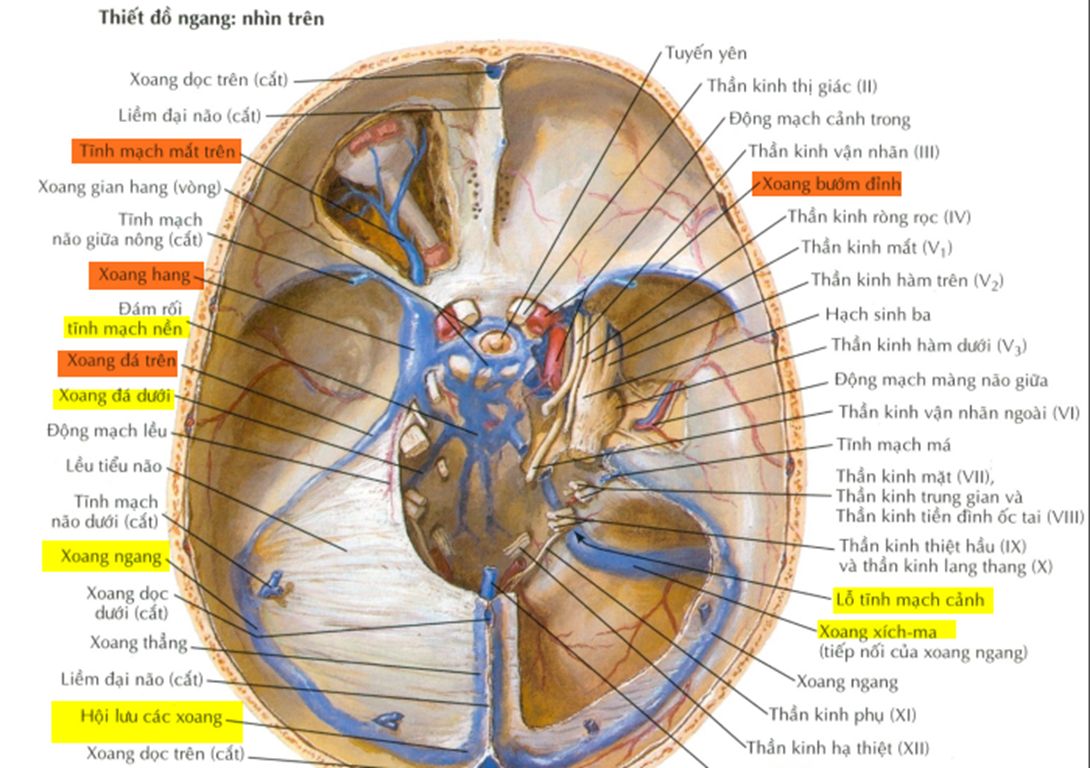 Thiết đồ ngang: nhìn trên
Xoang dọc trên (cắt)
Liềm đại não (cắt)
Tĩnh mạch mắt trên
Xoang gian hang (vòng)
Tĩnh mạch
não giữa nông (cắt)
Xoang hang
Đám rối
tĩnh mạch nền
Xoang đá trên
Xoang đá dưới
Động mạch lều
Lều tiểu não
Tĩnh mạch
não dưới (cắt)
Xoang ngang
Xoang dọc
dưới (cắt)
Xoang thẳng
Liềm đại não (cắt)
Hội lưu các xoang
Xoang dọc trên (cắt)
Tuyến yên
Thần kinh thị giác (II)
Động mạch cảnh trong
Thần kinh vận nhãn (III)
Xoang bướm đỉnh
Thần kinh ròng rọc (IV)
Thần kinh mắt (V1)
Thần kinh hàm trên (V2)
Hạch sinh ba
Thần kinh hàm dưới (V3)
Động mạch màng não giữa
Thần kinh vận nhãn ngoài (VI)
Tĩnh mạch má
Thần kinh mặt (VII),
Thần kinh trung gian và
Thần kinh tiền đình ốc tai (VIII)
Thần kinh thiệt hầu (IX)
và thần kinh lang thang (X)
Lỗ tĩnh mạch cảnh
Xoang xích-ma
(tiếp nối của xoang ngang)
Xoang ngang
Thần kinh phụ (XI)
Thần kinh hạ thiệt (XII)